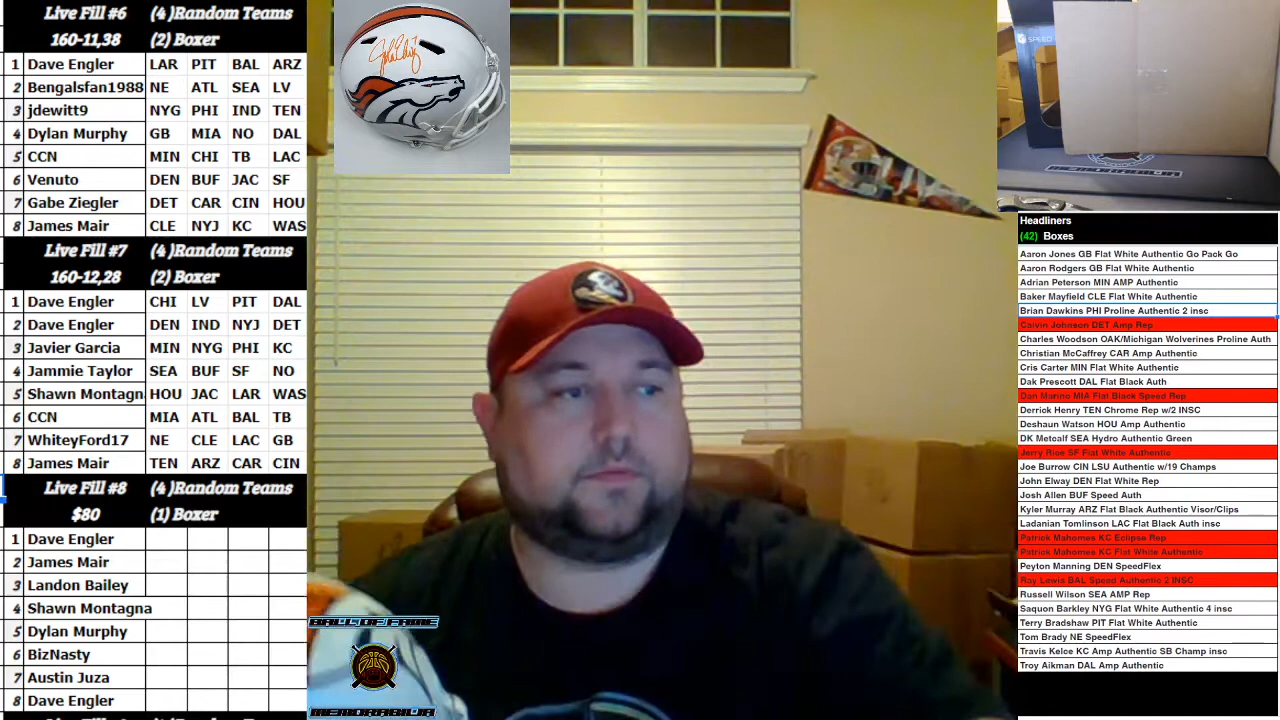 Live Fill #6 (4 )Random Teams
160-11,38 (2) Boxer
1 Dave Engler LAR PIT BAL ARZ
2 Bengalsfan1988 NE ATL SEA LV
3 jdewitt9 NYG PHI IND TEN
4 Dylan Murphy GB MIA NO DAL
5 CCN MIN CHI TB LAC
6 Venuto DEN BUF JAC SF
7 Gabe Ziegler DET CAR CIN HOU
8 James Mair CLE NYJ KC WAS
Live Fill #7 (4 )Random Teams
160-12,28 (2) Boxer
1 Dave Engler CHI LV PIT DAL
2 Dave Engler DEN IND NYJ DET
3 Javier Garcia MIN NYG PHI KC
4 Jammie Taylor SEA BUF SF NO
5 Shawn Montagn HOU JAC LAR WAS
6 CCN MIA ATL BAL TB
7 WhiteyFord17 NE CLE LAC GB
8 James Mair TEN ARZ CAR CIN
Live Fill #8 (4 )Random Teams
$80 (1) Boxer
1 Dave Engler
2 James Mair
3 Landon Bailey
4 Shawn Montagna
5 Dylan Murphy
6 BizNasty
7 Austin Juza
8 Dave Engler
John Elway 7
BALL OF FAME
MEMORABILIA
SPEED
MEMORABILIA
Headliners
(42) Boxes
Aaron Jones GB Flat White Authentic Go Pack Go
Aaron Rodgers GB Flat White Authentic
Adrian Peterson MIN AMP Authentic
Baker Mayfield CLE Flat White Authentic
Brian Dawkins PHI Proline Authentic 2 insc
Calvin Johnson DET Amp Rep
Charles Woodson OAK/Michigan Wolverines Proline Auth
Christian McCaffrey CAR Amp Authentic
Cris Carter MIN Flat White Authentic
Dak Prescott DAL Flat Black Auth
Dan Marino MIA Flat Black Speed Rep
Derrick Henry TEN Chrome Rep w/2 INSC
Deshaun Watson HOU Amp Authentic
DK Metcalf SEA Hydro Authentic Green
Jerry Rice SF Flat White Authentic
Joe Burrow CIN LSU Authentic w/19 Champs
John Elway DEN Flat White Rep
Josh Allen BUF Speed Auth
Kyler Murray ARZ Flat Black Authentic Visor/Clips
Ladanian Tomlinson LAC Flat Black Auth insc
Patrick Mahomes KC Eclipse Rep
Patrick Mahomes KC Flat White Authentic
Peyton Manning DEN SpeedFlex
Ray Lewis BAL Speed Authentic 2 INSC
Russell Wilson SEA AMP Rep
Saquon Barkley NYG Flat White Authentic 4 insc
Terry Bradshaw PIT Flat White Authentic
Tom Brady NE SpeedFlex
Travis Kelce KC Amp Authentic SB Champ insc
Troy Aikman DAL Amp Authentic